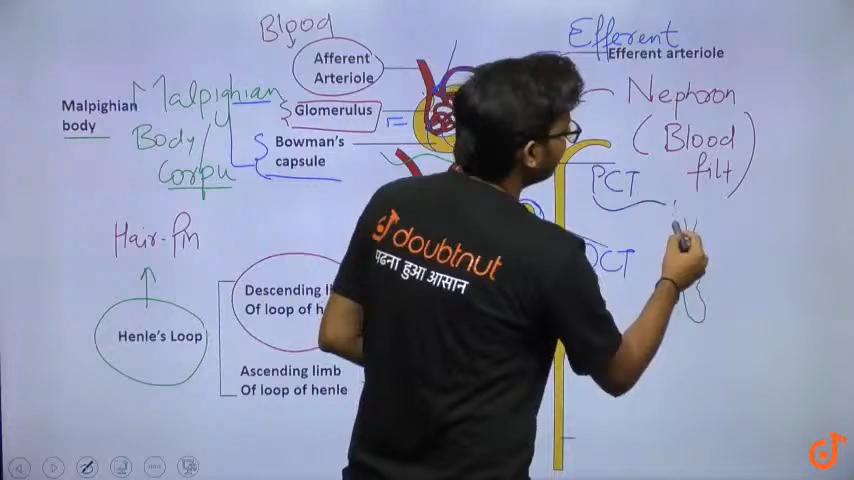 Blood
Efferent
Efferent arteriole
Afferent
Arteriole
Malpighian
body
Malpighian
Body/
Corpu
Glomerulus
Bowman's
capsule
Nephron
(Blood
filt)
PCT
DCT
Hair-Pin
Henle's Loop
Descending li
Of loop of h
Ascending limb
Of loop of henle
doubtnut
पढना हुआ आसान